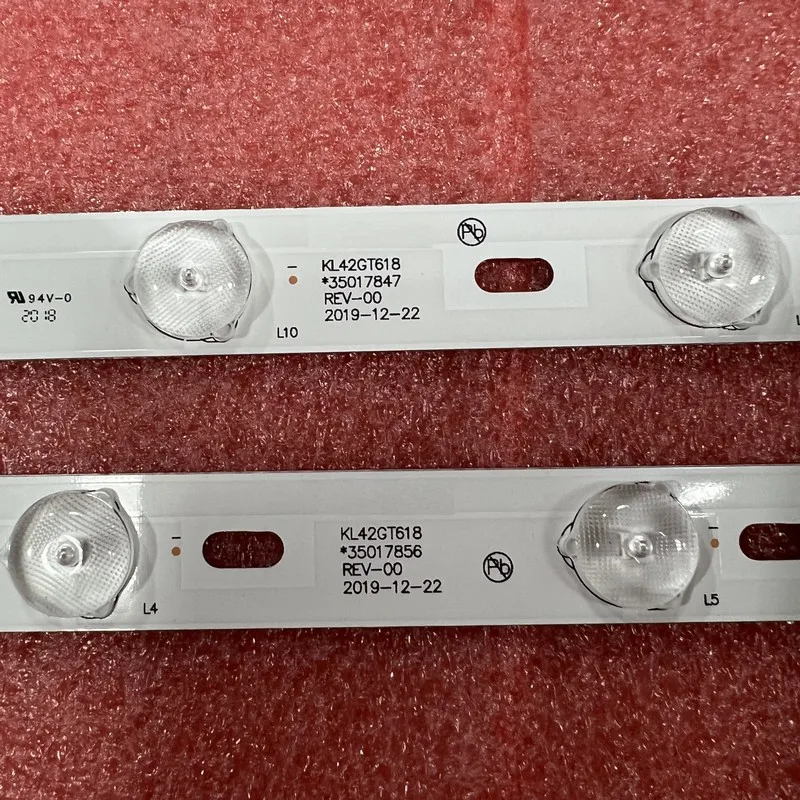 Pb
KL42GT618
*35017847
REV-00
2019-12-22
94V-0
2018
L10
L
KL42GT618
*35017856
REV-00
2019-12-22
Pb
L4
L5